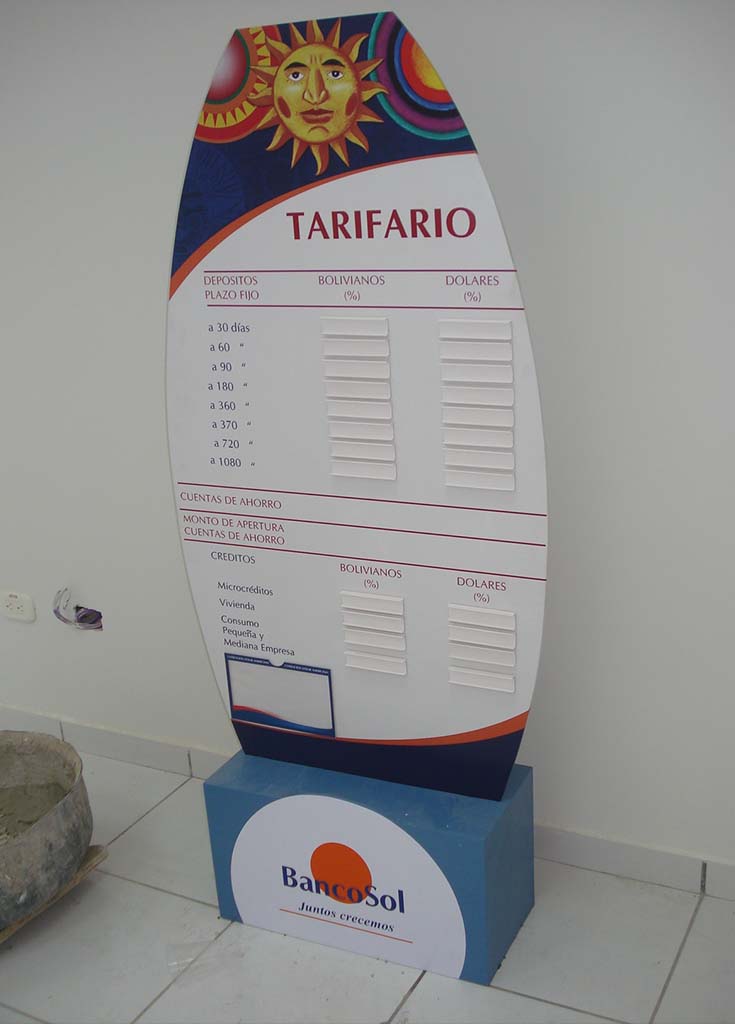 TARIFARIO
DEPOSITOS PLAZO FIJO BOLIVIANOS (%) DOLARES (%)
a 30 días
a 60 "
a 90 "
a 180 "
a 360 "
a 370 "
a 720 "
a 1080 "
CUENTAS DE AHORRO
MONTO DE APERTURA
CUENTAS DE AHORRO
CREDITOS BOLIVIANOS (%) DOLARES (%)
Microcréditos
Vivienda
Consumo
Pequeña y
Mediana Empresa
BancoSol
Juntos crecemos